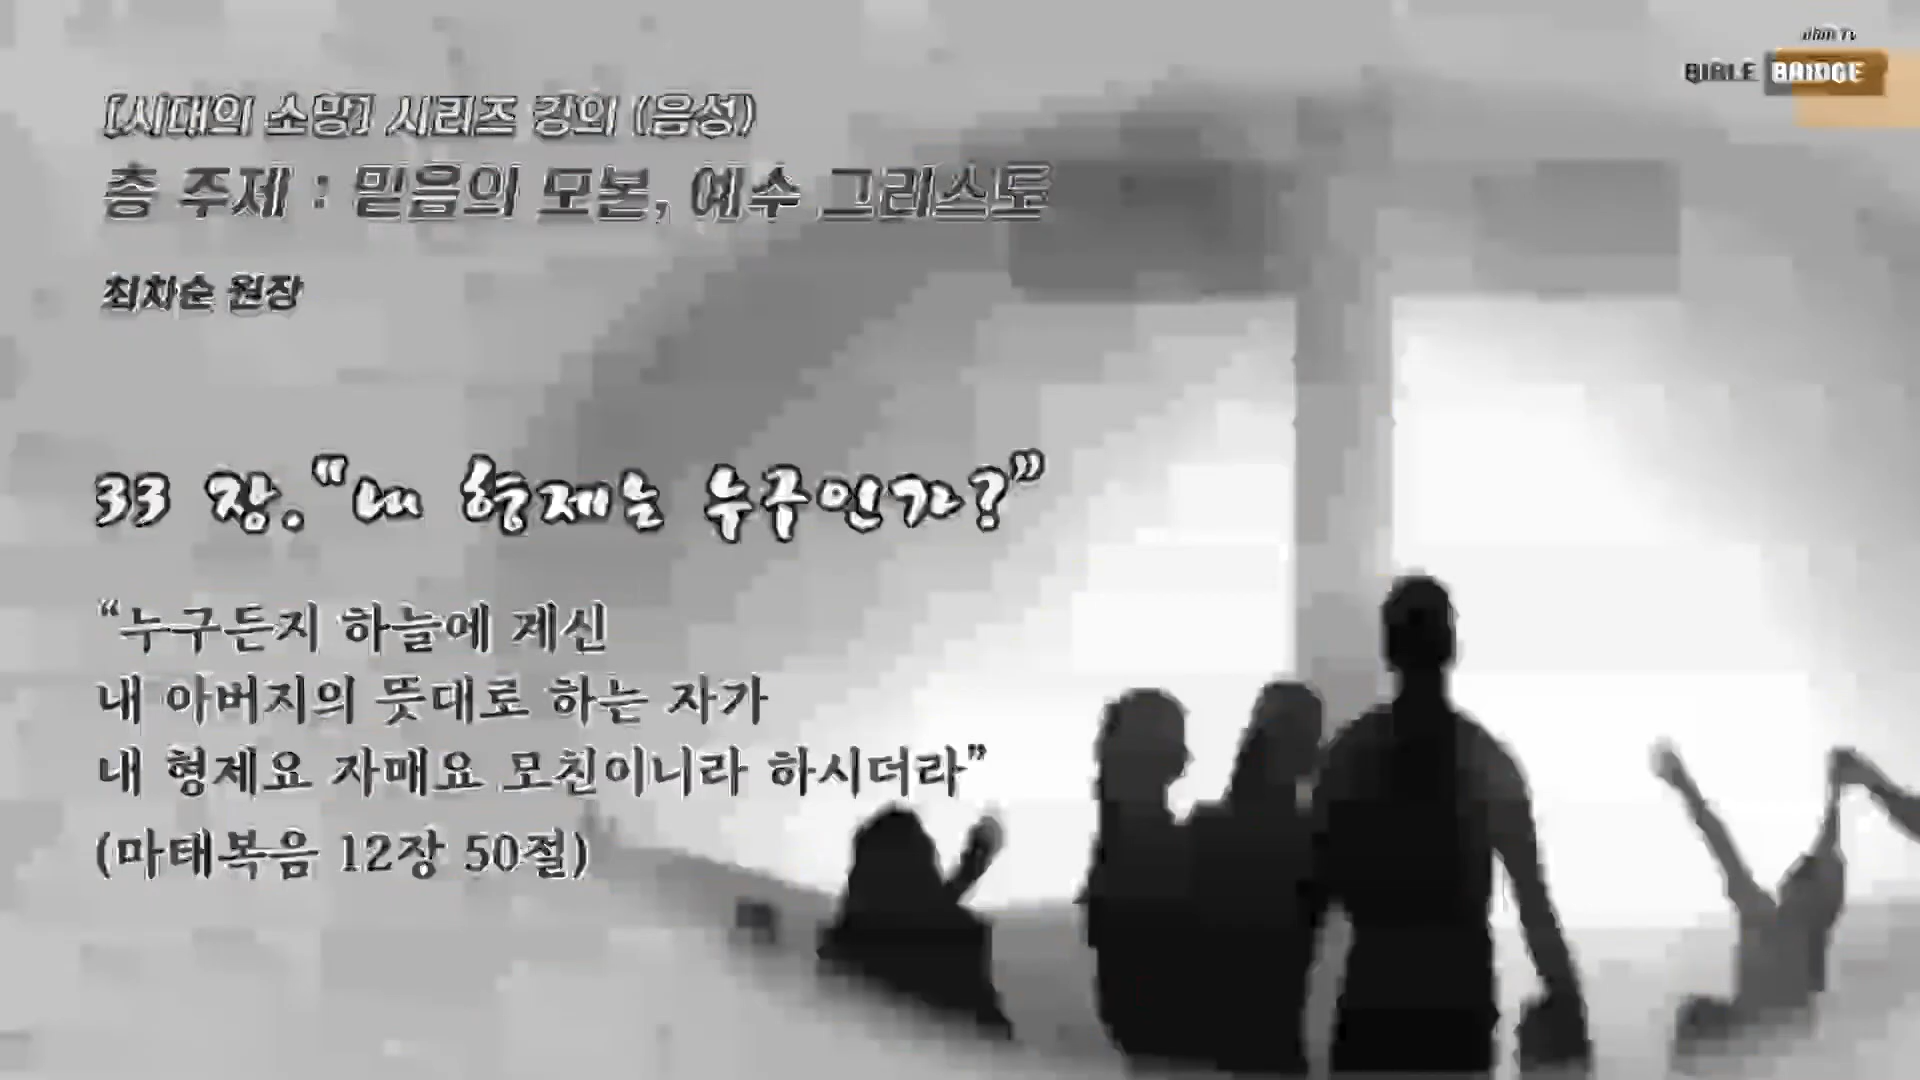 [시대의 소망] 시리즈 강의 (음성)
총 주제 : 믿음의 모본, 예수 그리스도
최차순 원장
33 장. “내 형제는 누구인가?”
“누구든지 하늘에 계신
내 아버지의 뜻대로 하는 자가
내 형제요 자매요 모친이니라 하시더라”
(마태복음 12장 50절)
BIBLE BRIDGE